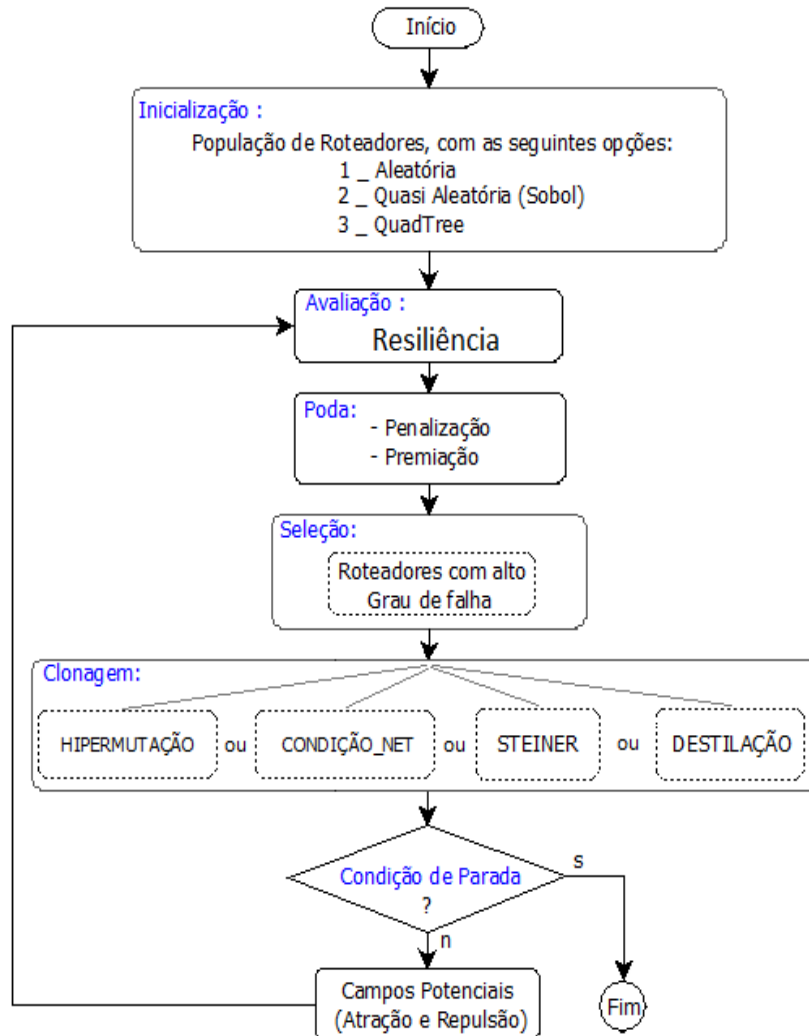 Início
Inicialização :
População de Roteadores, com as seguintes opções:
1 _ Aleatória
2 _ Quasi Aleatória (Sobol)
3 _ QuadTree
Avaliação :
Resiliência
Poda:
- Penalização
- Premiação
Seleção:
Roteadores com alto
Grau de falha
Clonagem:
HIPERMUTAÇÃO ou CONDIÇÃO_NET ou STEINER ou DESTILAÇÃO
Condição de Parada
?
s
n
Campos Potenciais
(Atração e Repulsão)
Fim